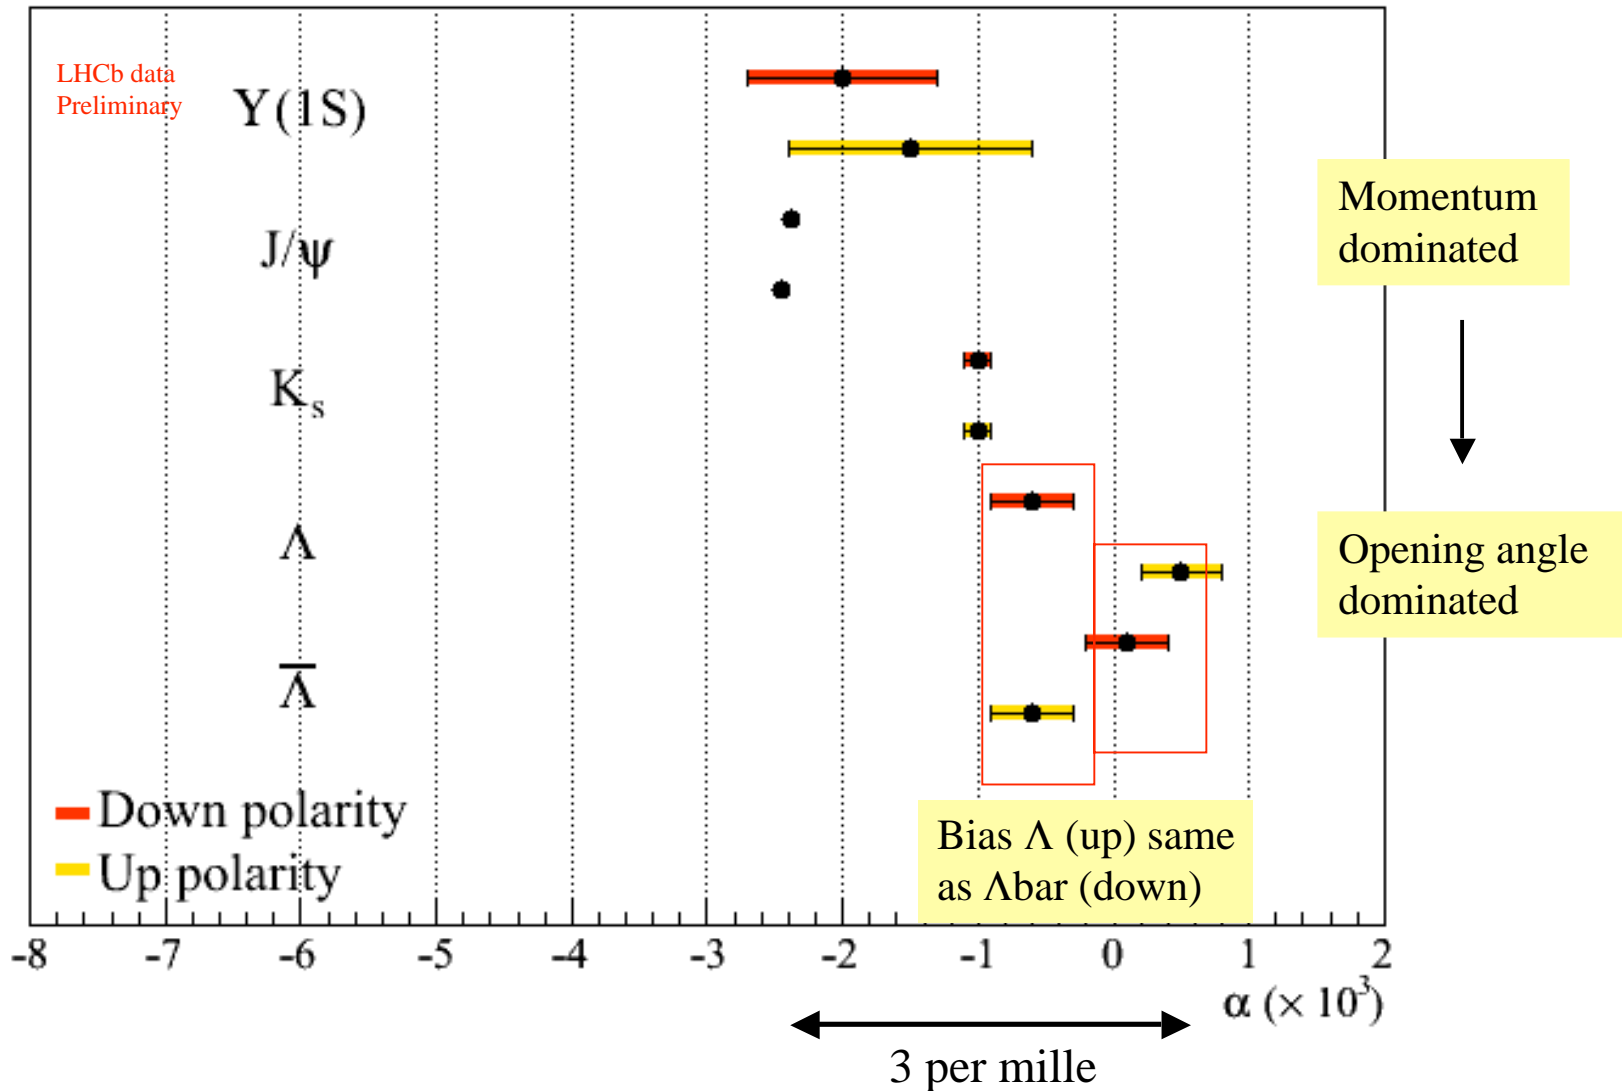 LHCb data
Preliminary
ϒ(1S)
J/ψ
Ks
Λ
Λ̅
Momentum
dominated
Opening angle
dominated
Bias Λ (up) same
as Λbar (down)
Down polarity
Up polarity
-8 -7 -6 -5 -4 -3 -2 -1 0 1 2
α (× 10³)
3 per mille